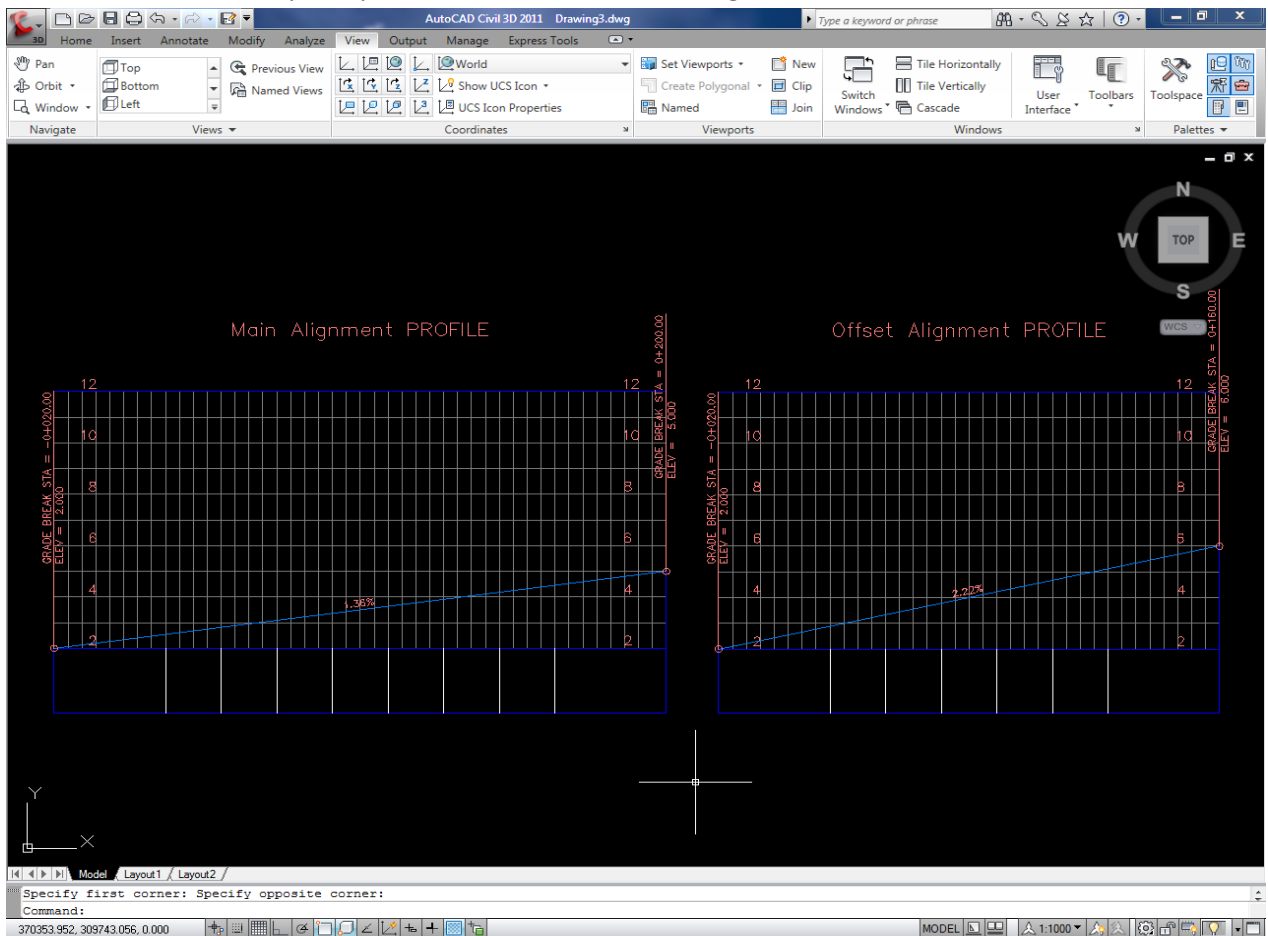 AutoCAD Civil 3D 2011 Drawing3.dwg
Type a keyword or phrase
3D Home Insert Annotate Modify Analyze View Output Manage Express Tools
Pan
Orbit
Window
Navigate
Top
Bottom
Left
Previous View
Named Views
Views
World
Show UCS Icon
UCS Icon Properties
Coordinates
Set Viewports
Create Polygonal
Named
New
Clip
Join
Viewports
Switch
Windows
Tile Horizontally
Tile Vertically
Cascade
User
Interface
Toolbars
Windows
Toolspace
Palettes
N
W TOP E
S
WCS
Main Alignment PROFILE
12 12
10 10
8 8
6 6
4 4
2 2
GRADE BREAK STA = -0+020.00
ELEV = 2.000
1.36%
GRADE BREAK STA = 0+200.00
ELEV = 5.000
Offset Alignment PROFILE
12 12
10 10
8 8
6 6
4 4
2 2
GRADE BREAK STA = -0+020.00
ELEV = 2.000
2.22%
GRADE BREAK STA = 0+160.00
ELEV = 6.000
Y
X
Model Layout1 Layout2
Specify first corner: Specify opposite corner:
Command:
370353.952, 309743.056, 0.000
MODEL
1:1000